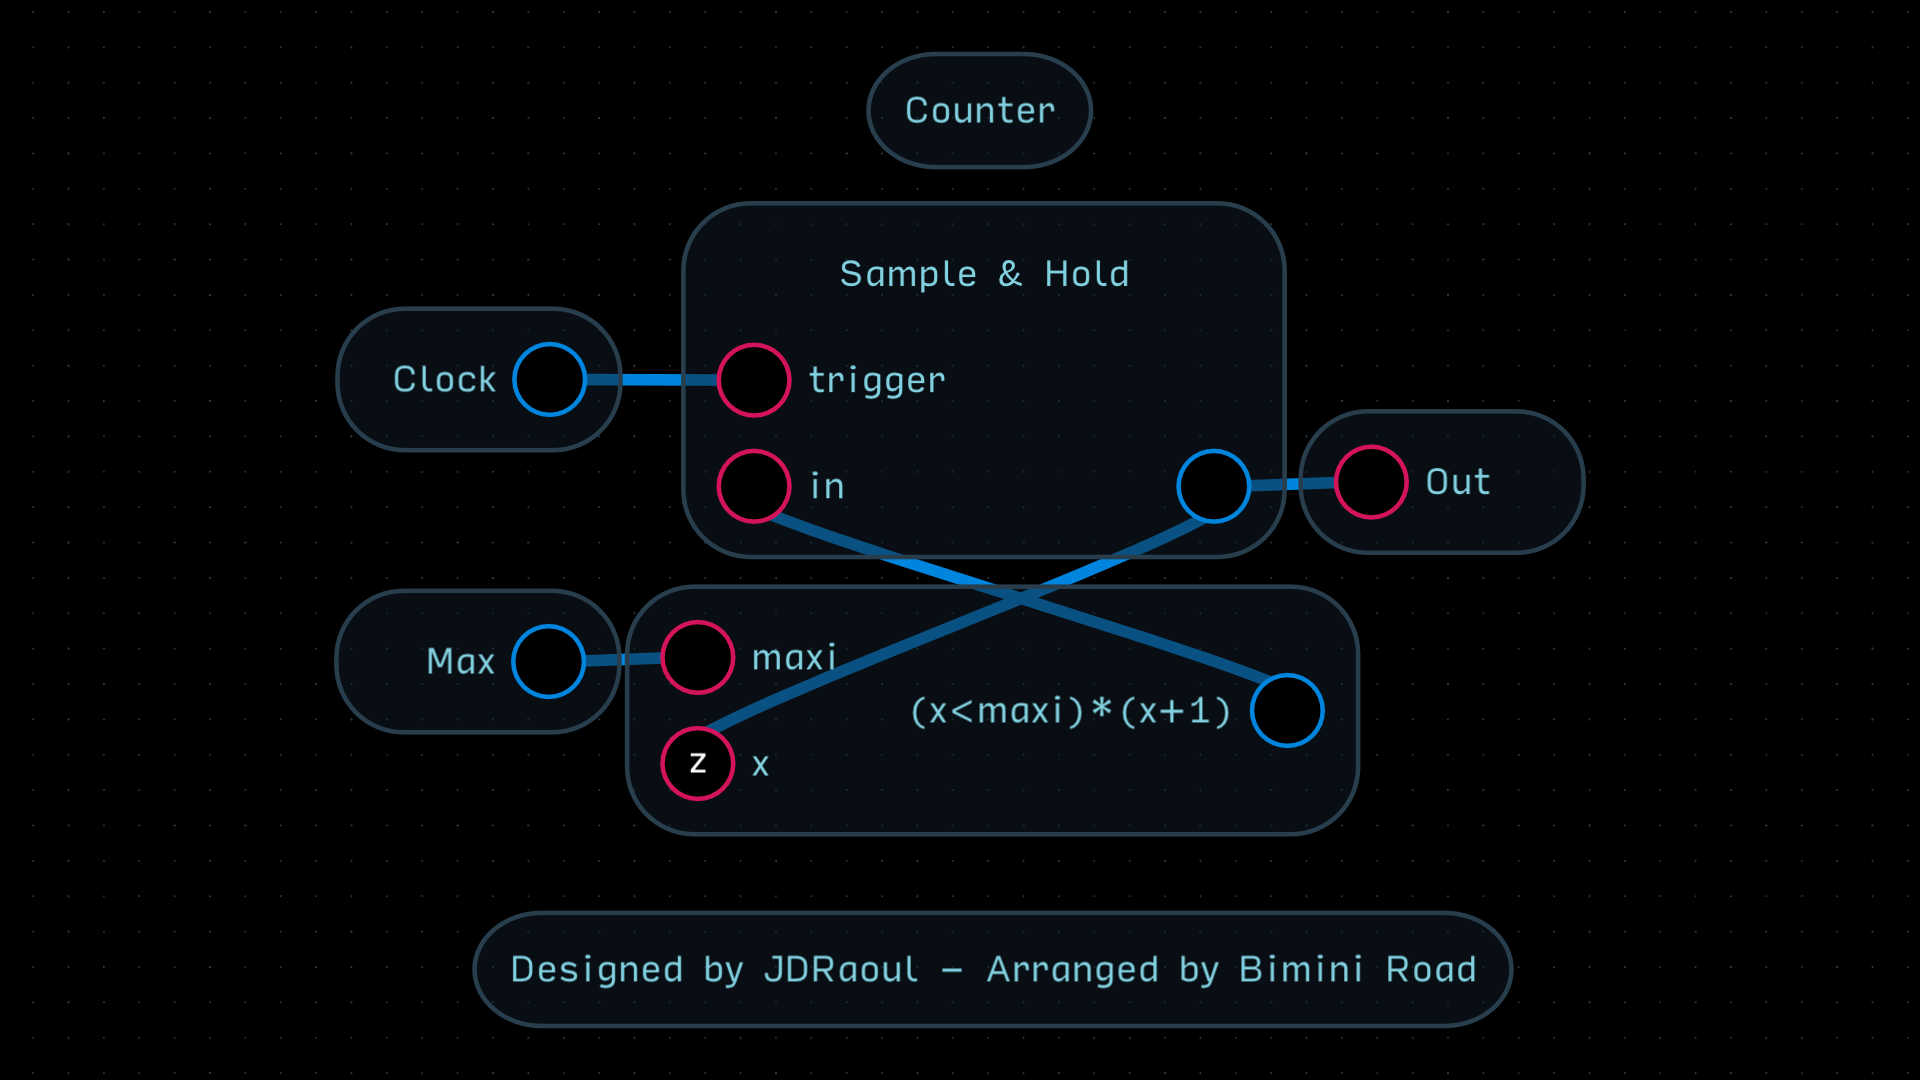 Counter
Sample & Hold
Clock
trigger
in
Out
Max
maxi
(x<maxi)*(x+1)
z x
Designed by JDRaoul – Arranged by Bimini Road